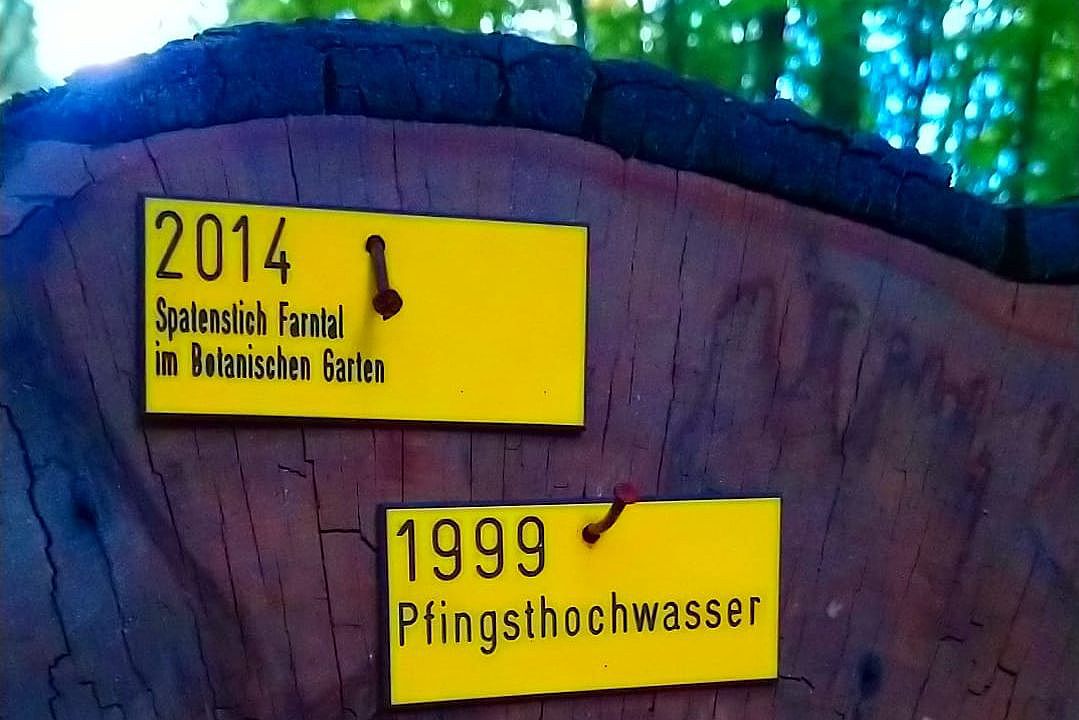 2014
Spatenstich Farntal
im Botanischen Garten
1999
Pfingsthochwasser